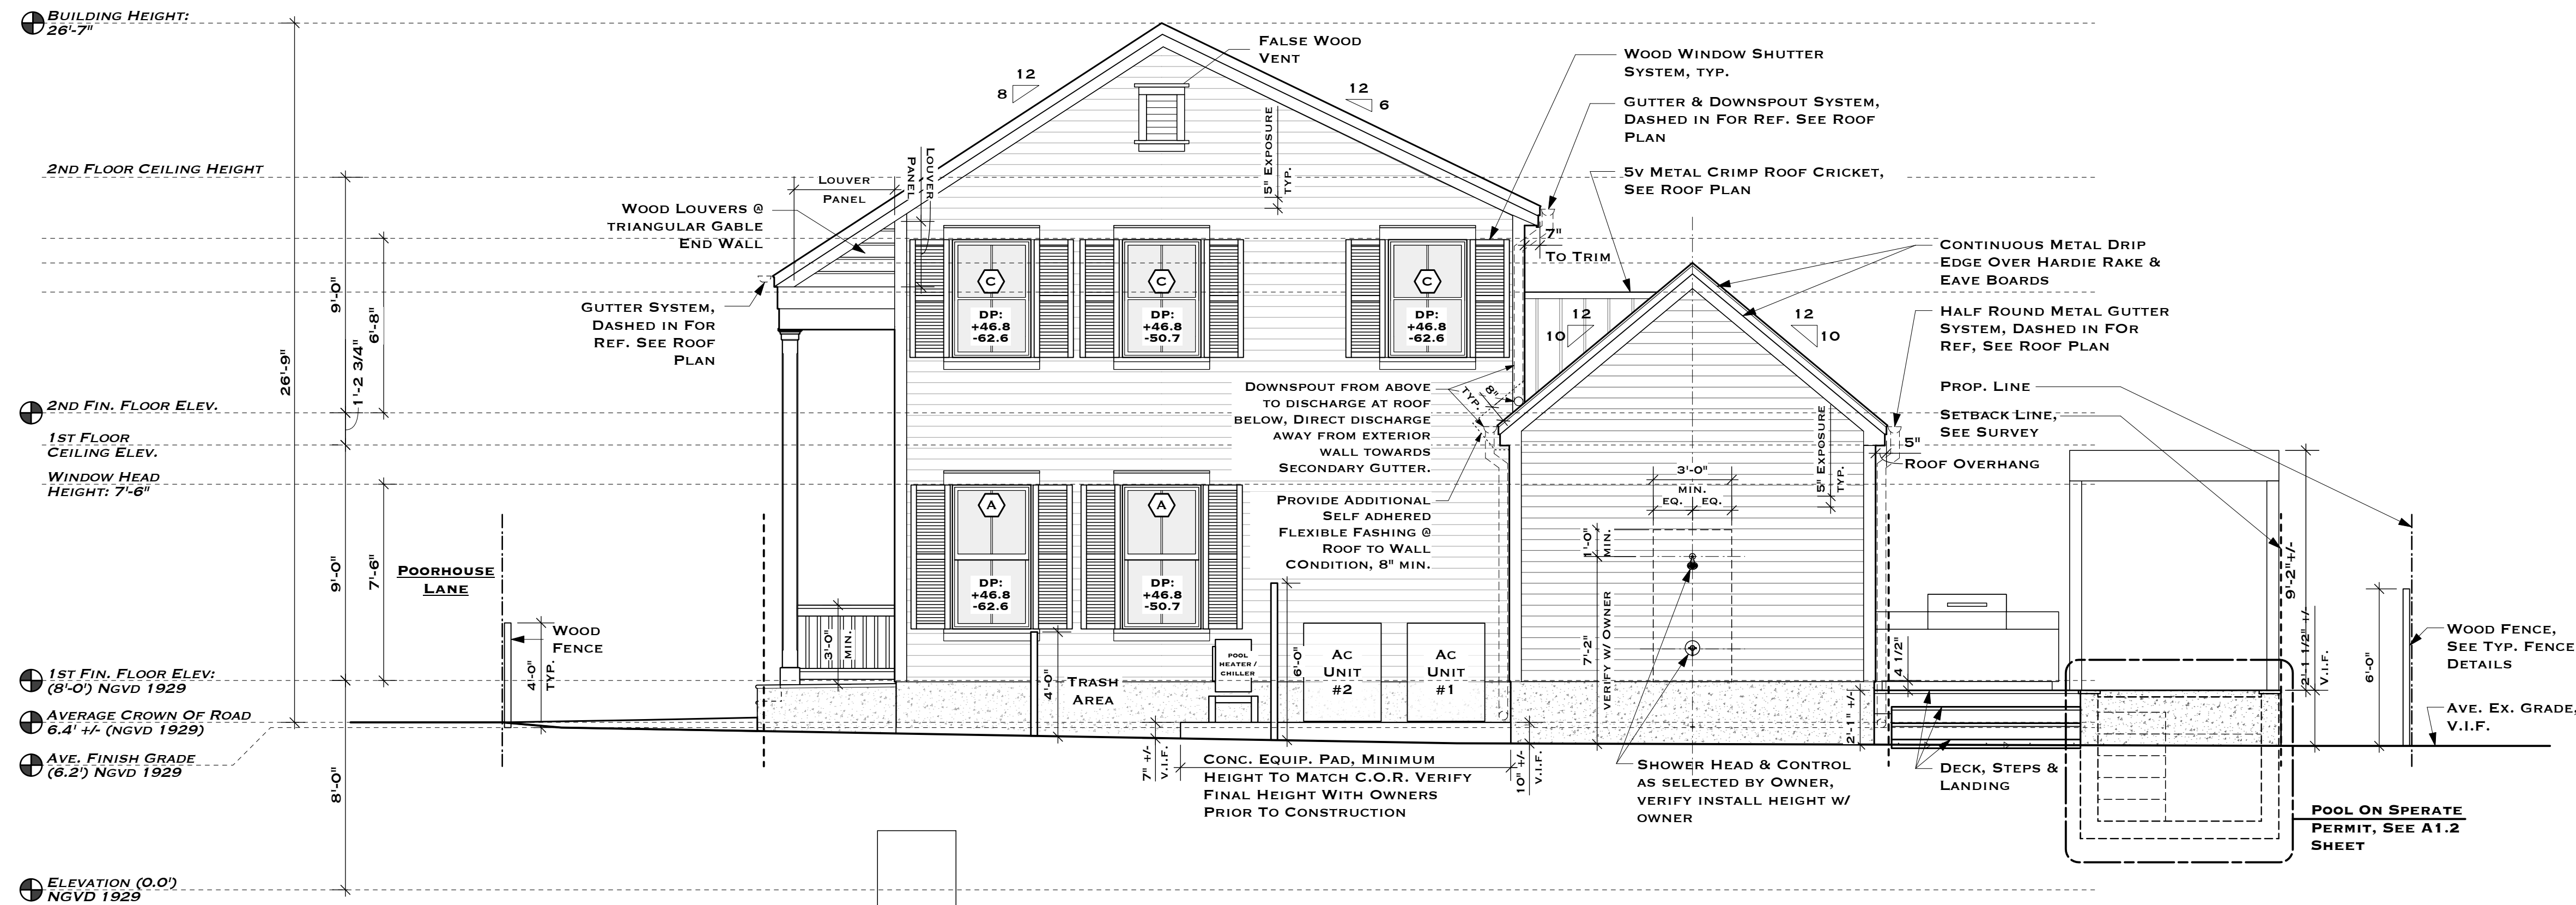 Building Height:
26'-7"
2nd Floor Ceiling Height
2nd Fin. Floor Elev.
1st Floor
Ceiling Elev.
Window Head
Height: 7'-6"
1st Fin. Floor Elev:
(8'-0') NGVD 1929
Average Crown Of Road
6.4' +/- (NGVD 1929)
Ave. Finish Grade
(6.2') NGVD 1929
Elevation (0.0')
NGVD 1929
26'-9"
9'-0"
1'-2 3/4"
6'-8"
9'-0"
7'-6"
8'-0"
Poorhouse
Lane
Wood
Fence
4'-0"
TYP.
Wood Louvers @
triangular Gable
End Wall
Louver
Panel
Louver
Panel
Gutter System,
Dashed in For
Ref. See Roof
Plan
12
8
False Wood
Vent
12
6
5" Exposure
TYP.
C
DP:
+46.8
-62.6
C
DP:
+46.8
-50.7
C
DP:
+46.8
-62.6
A
DP:
+46.8
-62.6
A
DP:
+46.8
-50.7
3'-0"
MIN.
4'-0"
Trash
Area
Pool
Heater /
Chiller
6'-0"
Ac
Unit
#2
Ac
Unit
#1
7" +/-
V.I.F.
10" +/-
V.I.F.
Conc. Equip. Pad, Minimum
Height To Match C.O.R. Verify
Final Height With Owners
Prior To Construction
Downspout from above
to discharge at roof
below, Direct discharge
away from exterior
wall towards
Secondary Gutter.
Provide Additional
Self adhered
Flexible Fashing @
Roof to Wall
COndition, 8" min.
8"
TYP.
Wood Window Shutter
System, typ.
Gutter & Downspout System,
Dashed in For Ref. See Roof
Plan
5v Metal Crimp Roof Cricket,
See Roof Plan
7"
To Trim
12
10
12
10
Continuous Metal Drip
Edge Over Hardie Rake &
Eave Boards
Half Round Metal Gutter
System, Dashed in FOr
Ref, See Roof Plan
Prop. Line
Setback Line,
See Survey
5"
Roof Overhang
5" Exposure
TYP.
3'-0"
MIN.
EQ.
EQ.
1'-0"
MIN.
7'-2"
Verify w/ Owner
Shower Head & Control
as selected by Owner,
verify install height w/
owner
2'-1" +/-
4 1/2"
Deck, Steps &
Landing
9'-2"+/-
2'-1 1/2" +/-
V.I.F.
6'-0"
Wood Fence,
See Typ. Fence
Details
Ave. Ex. Grade,
V.I.F.
Pool On Sperate
Permit, See A1.2
Sheet